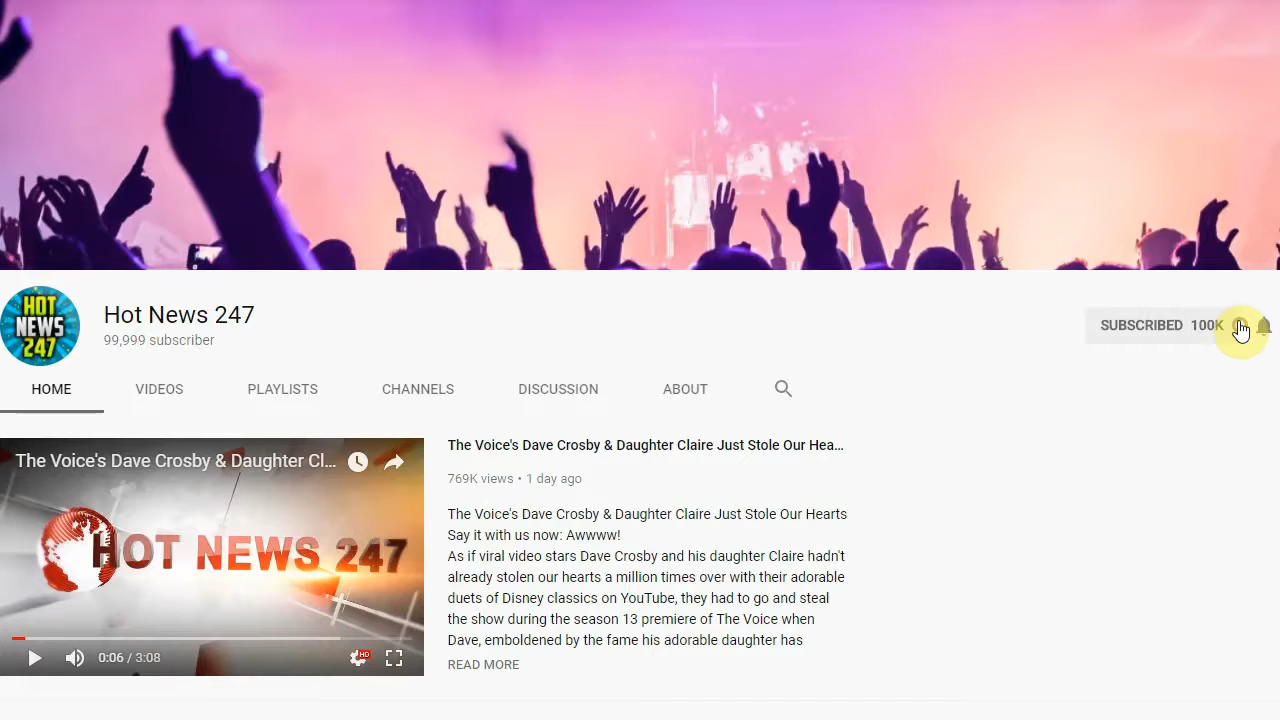 HOT
NEWS
247
Hot News 247
99,999 subscriber
SUBSCRIBED 100K
HOME VIDEOS PLAYLISTS CHANNELS DISCUSSION ABOUT
The Voice's Dave Crosby & Daughter Cl...
HOT NEWS 247
0:06 / 3:08
HD
The Voice's Dave Crosby & Daughter Claire Just Stole Our Hea...
769K views • 1 day ago
The Voice's Dave Crosby & Daughter Claire Just Stole Our Hearts
Say it with us now: Awwww!
As if viral video stars Dave Crosby and his daughter Claire hadn't
already stolen our hearts a million times over with their adorable
duets of Disney classics on YouTube, they had to go and steal
the show during the season 13 premiere of The Voice when
Dave, emboldened by the fame his adorable daughter has
READ MORE